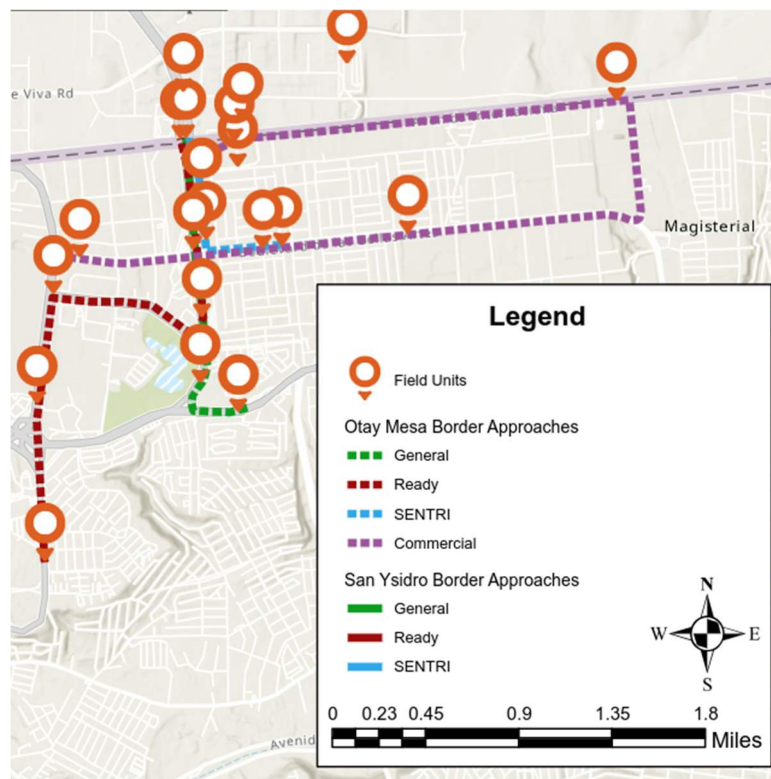 e Viva Rd
Magisterial
Legend
Field Units
Otay Mesa Border Approaches
General
Ready
SENTRI
Commercial
San Ysidro Border Approaches
General
Ready
SENTRI
N
W E
S
0 0.23 0.45 0.9 1.35 1.8
Miles
Avenid